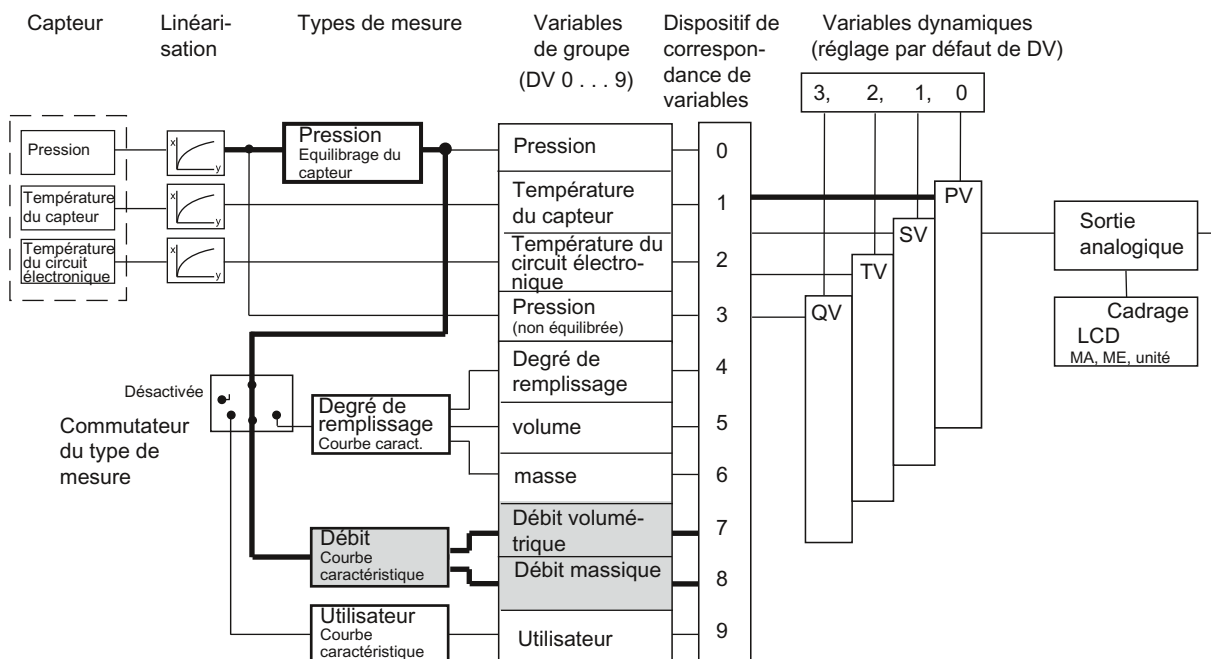 Capteur
Linéari-
sation
Types de mesure
Variables
de groupe
(DV 0 . . . 9)
Dispositif de
correspon-
dance de
variables
Variables dynamiques
(réglage par défaut de DV)
3, 2, 1, 0
Pression
Température
du capteur
Température
du circuit
électronique
x
y
x
y
x
y
Pression
Equilibrage du
capteur
Pression
Température
du capteur
Température du
circuit électro-
nique
Pression
(non équilibrée)
Degré de
remplissage
volume
masse
Débit volumé-
trique
Débit massique
Utilisateur
0
1
2
3
4
5
6
7
8
9
PV
SV
TV
QV
Sortie
analogique
Cadrage
LCD
MA, ME, unité
Désactivée
Commutateur
du type de
mesure
Degré de
remplissage
Courbe caract.
Débit
Courbe
caractéristique
Utilisateur
Courbe
caractéristique